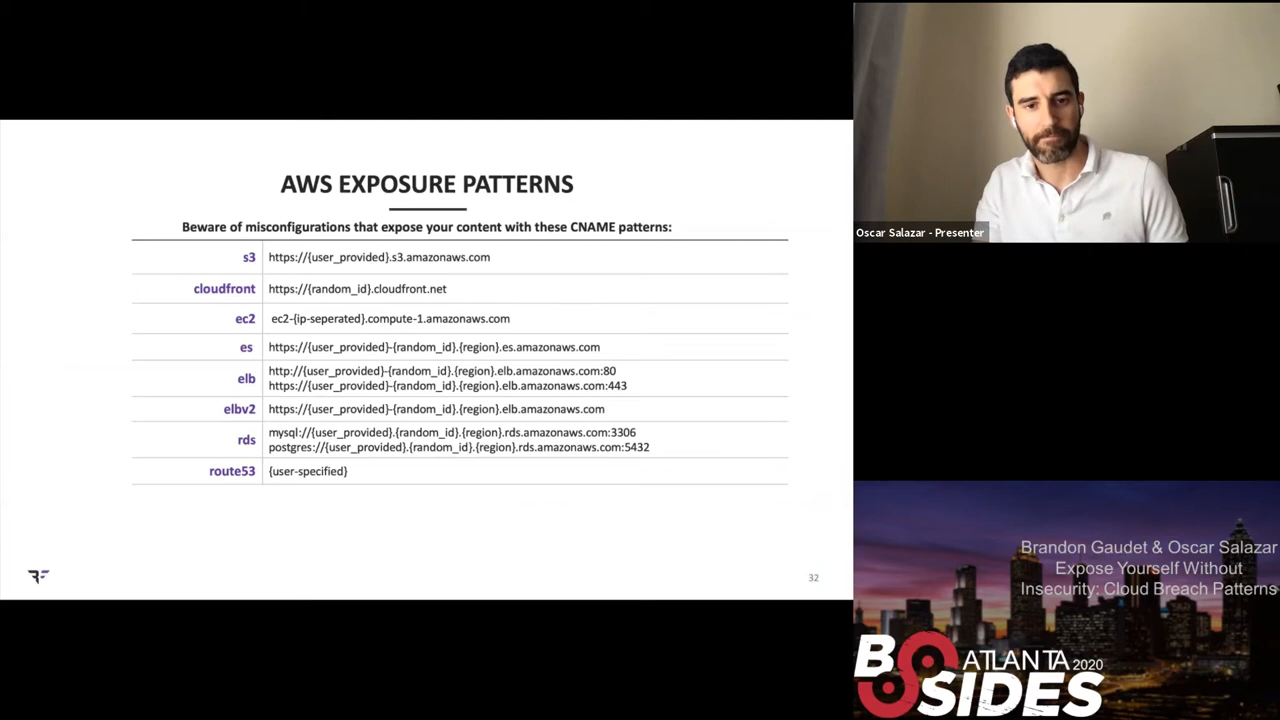 AWS EXPOSURE PATTERNS
Beware of misconfigurations that expose your content with these CNAME patterns:
s3 https://{user_provided}.s3.amazonaws.com
cloudfront https://{random_id}.cloudfront.net
ec2 ec2-{ip-seperated}.compute-1.amazonaws.com
es https://{user_provided}-{random_id}.{region}.es.amazonaws.com
elb http://{user_provided}-{random_id}.{region}.elb.amazonaws.com:80
https://{user_provided}-{random_id}.{region}.elb.amazonaws.com:443
elbv2 https://{user_provided}-{random_id}.{region}.elb.amazonaws.com
rds mysql://{user_provided}.{random_id}.{region}.rds.amazonaws.com:3306
postgres://{user_provided}.{random_id}.{region}.rds.amazonaws.com:5432
route53 {user-specified}
32
Oscar Salazar - Presenter
Brandon Gaudet & Oscar Salazar
Expose Yourself Without
Insecurity: Cloud Breach Patterns
BSIDES ATLANTA 2020